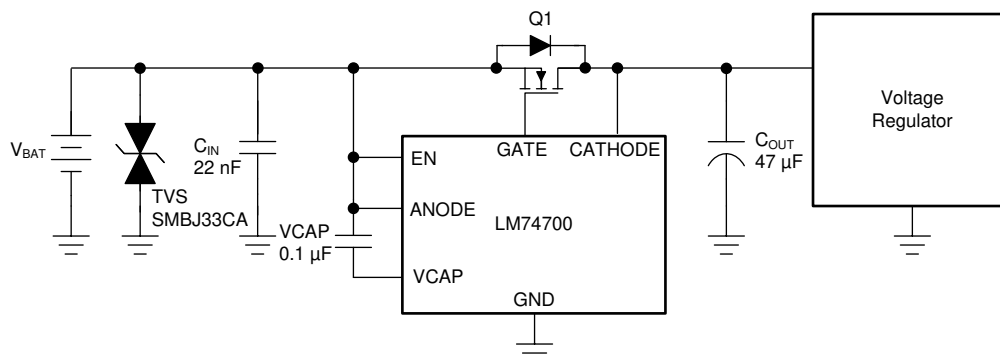 Q1
Voltage
Regulator
V_BAT
TVS
SMBJ33CA
C_IN
22 nF
EN
GATE
CATHODE
ANODE
LM74700
VCAP
0.1 µF
VCAP
GND
C_OUT
47 µF